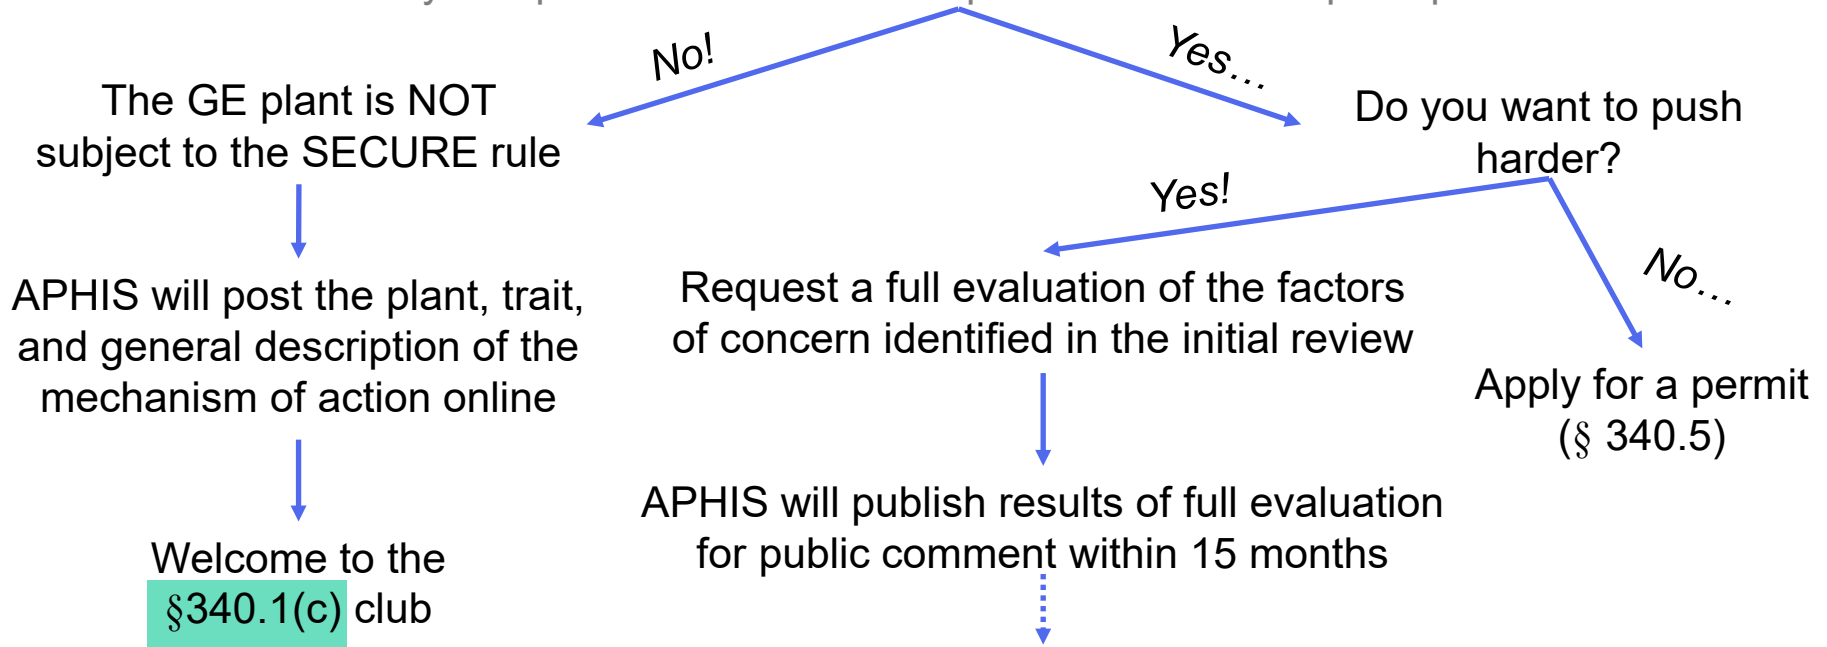 No!
Yes...
The GE plant is NOT
subject to the SECURE rule
Do you want to push
harder?
Yes!
No...
APHIS will post the plant, trait,
and general description of the
mechanism of action online
Request a full evaluation of the factors
of concern identified in the initial review
Apply for a permit
(§ 340.5)
APHIS will publish results of full evaluation
for public comment within 15 months
Welcome to the
§340.1(c) club